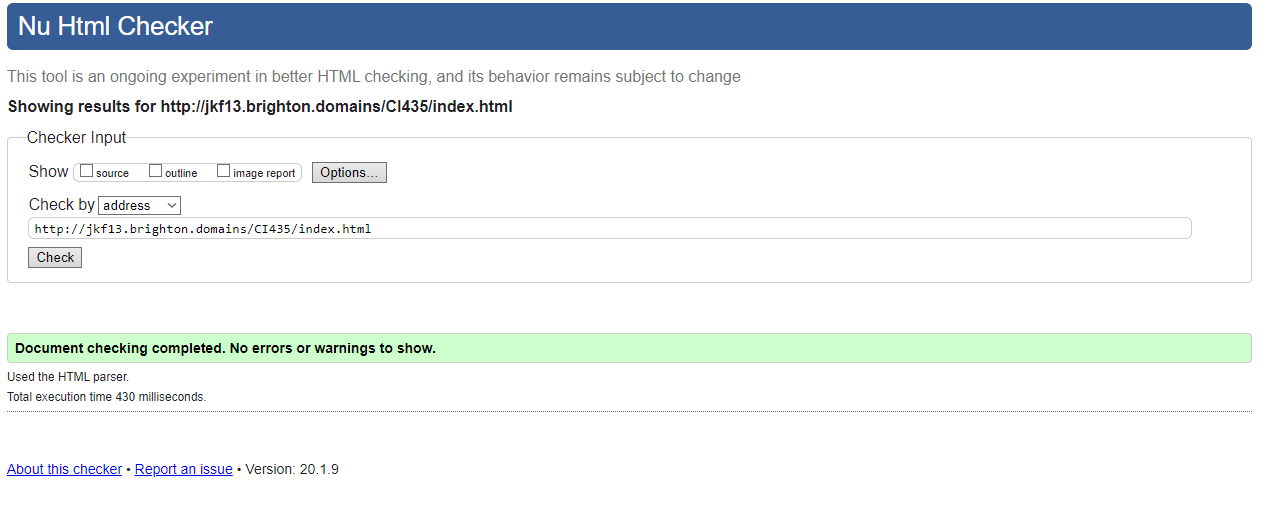 Nu Html Checker
This tool is an ongoing experiment in better HTML checking, and its behavior remains subject to change
Showing results for http://jkf13.brighton.domains/CI435/index.html
Checker Input
Show source outline image report Options...
Check by address
http://jkf13.brighton.domains/CI435/index.html
Check
Document checking completed. No errors or warnings to show.
Used the HTML parser.
Total execution time 430 milliseconds.
About this checker • Report an issue • Version: 20.1.9